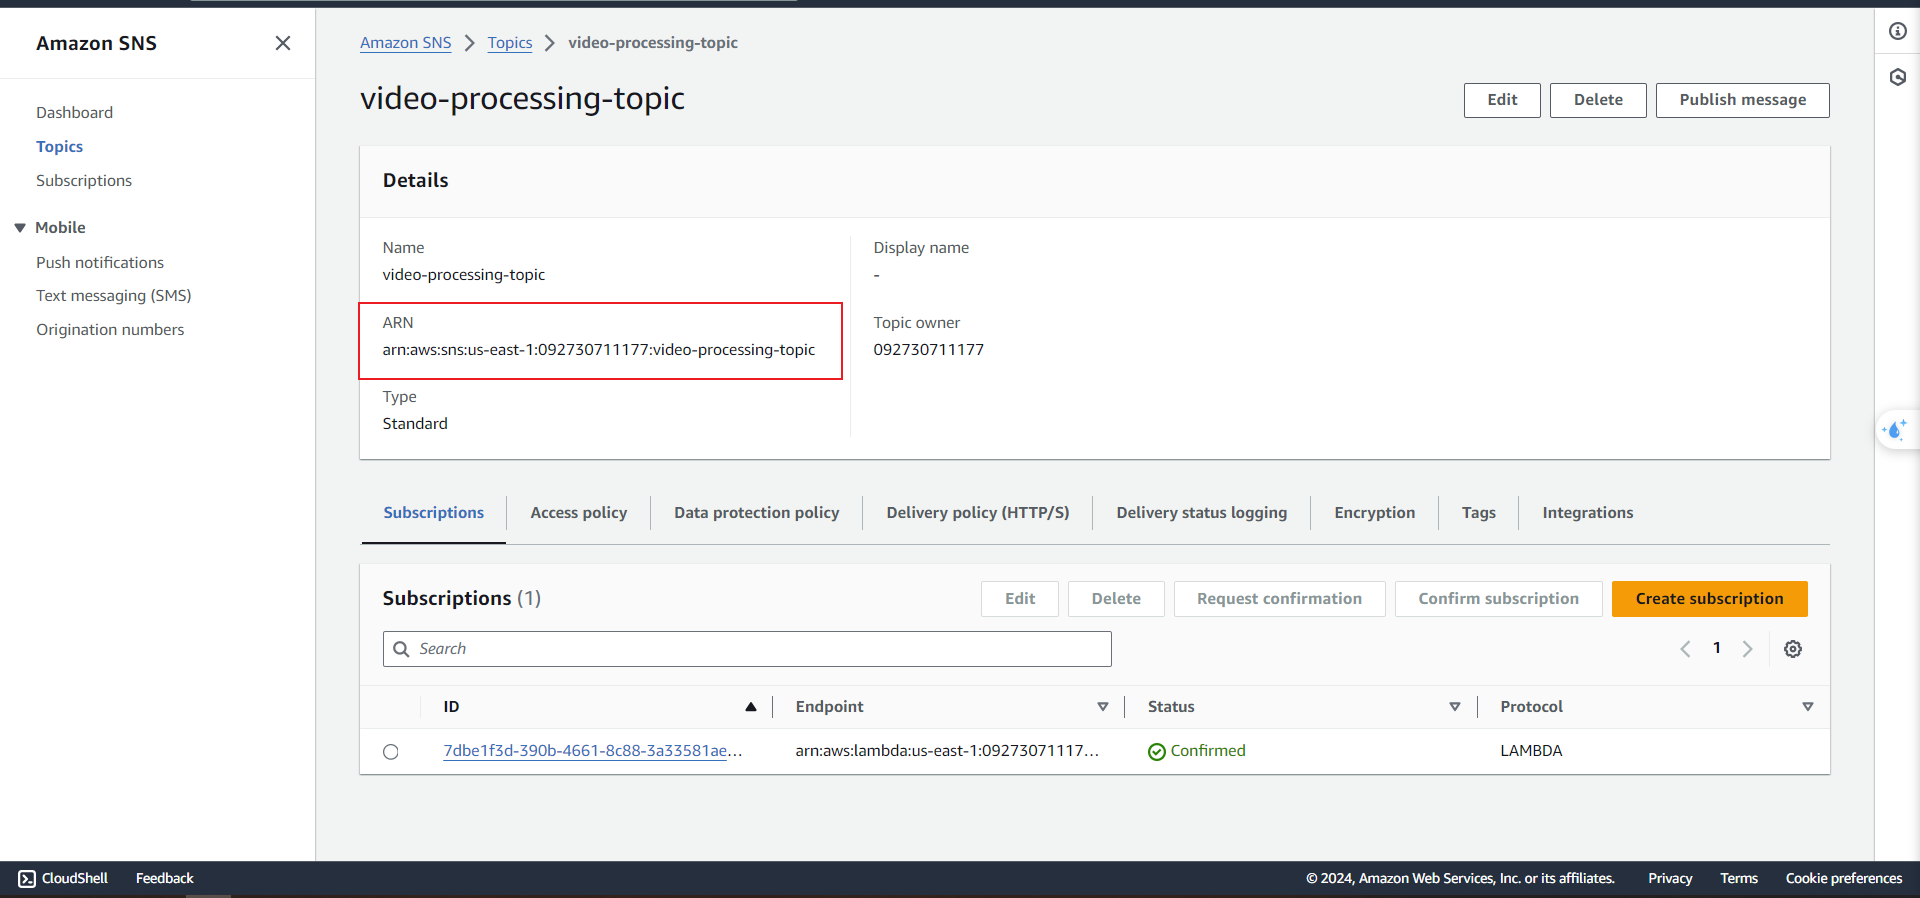 Amazon SNS
Dashboard
Topics
Subscriptions
Mobile
Push notifications
Text messaging (SMS)
Origination numbers
Amazon SNS Topics video-processing-topic
video-processing-topic
Edit Delete Publish message
Details
Name
video-processing-topic
ARN
arn:aws:sns:us-east-1:092730711177:video-processing-topic
Type
Standard
Display name
-
Topic owner
092730711177
Subscriptions Access policy Data protection policy Delivery policy (HTTP/S) Delivery status logging Encryption Tags Integrations
Subscriptions (1)
Edit Delete Request confirmation Confirm subscription Create subscription
Search
1
ID Endpoint Status Protocol
7dbe1f3d-390b-4661-8c88-3a33581ae... arn:aws:lambda:us-east-1:09273071117... Confirmed LAMBDA
CloudShell Feedback © 2024, Amazon Web Services, Inc. or its affiliates. Privacy Terms Cookie preferences